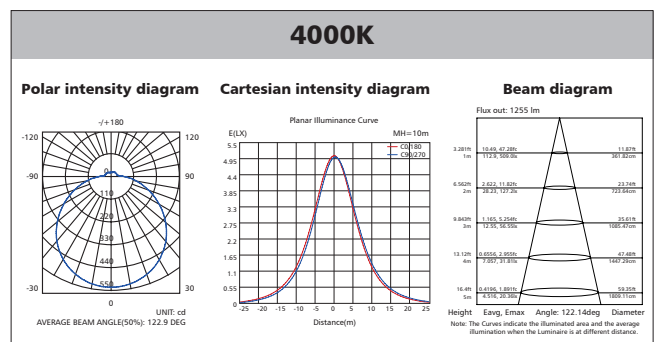 4000K
Polar intensity diagram
-/+180
-120
120
-90
90
0
110
220
330
440
550
-30
30
0
UNIT: cd
AVERAGE BEAM ANGLE(50%): 122.9 DEG
Cartesian intensity diagram
Planar Illuminance Curve
E(LX)
MH=10m
C0/180
C90/270
5.5
4.95
4.4
3.85
3.3
2.75
2.2
1.65
1.1
0.55
0
-25 -20 -15 -10 -5 0 5 10 15 20 25
Distance(m)
Beam diagram
Flux out: 1255 lm
3.281ft 10.49, 47.28fc 11.87ft
1m 112.9, 509.0lx 361.82cm
6.562ft 2.622, 11.82fc 23.74ft
2m 28.23, 127.2lx 723.64cm
9.843ft 1.165, 5.254fc 35.61ft
3m 12.55, 56.55lx 1085.47cm
13.12ft 0.6556, 2.955fc 47.48ft
4m 7.057, 31.81lx 1447.29cm
16.4ft 0.4196, 1.891fc 59.35ft
5m 4.516, 20.36lx 1809.11cm
Height Eavg, Emax Angle: 122.14deg Diameter
Note: The Curves indicate the illuminated area and the average
illumination when the Luminaire is at different distance.